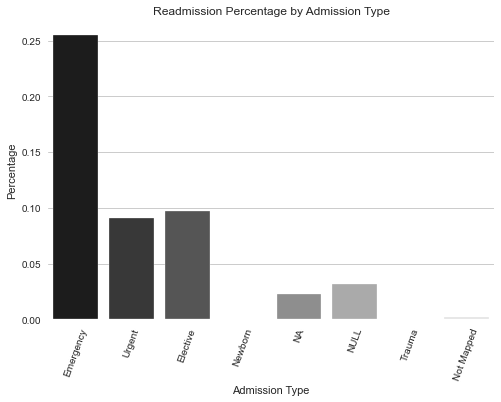 Readmission Percentage by Admission Type
Percentage
0.25
0.20
0.15
0.10
0.05
0.00
Emergency
Urgent
Elective
Newborn
NA
NULL
Trauma
Not Mapped
Admission Type